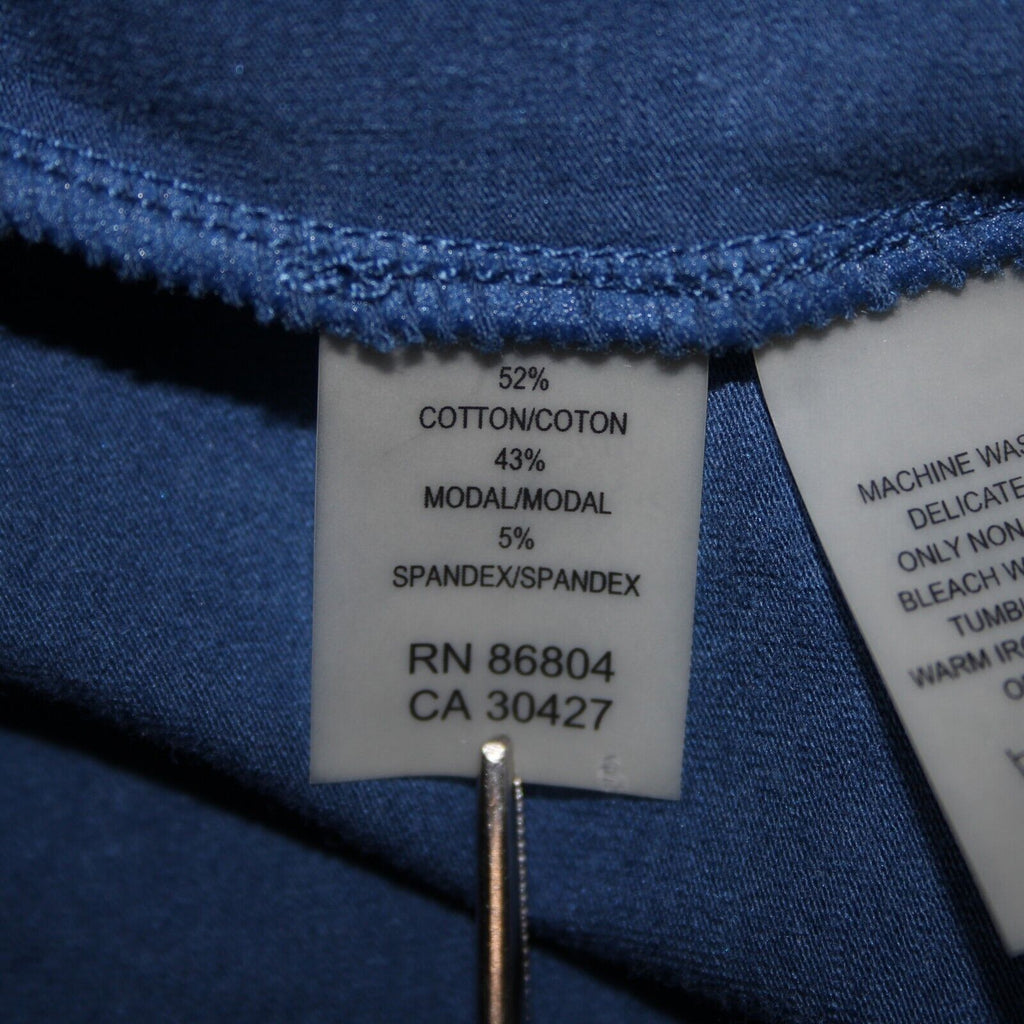 52%
COTTON/COTON
43%
MODAL/MODAL
5%
SPANDEX/SPANDEX
RN 86804
CA 30427
MACHINE WAS
DELICATE
ONLY NON
BLEACH W
TUMB
WARM IR